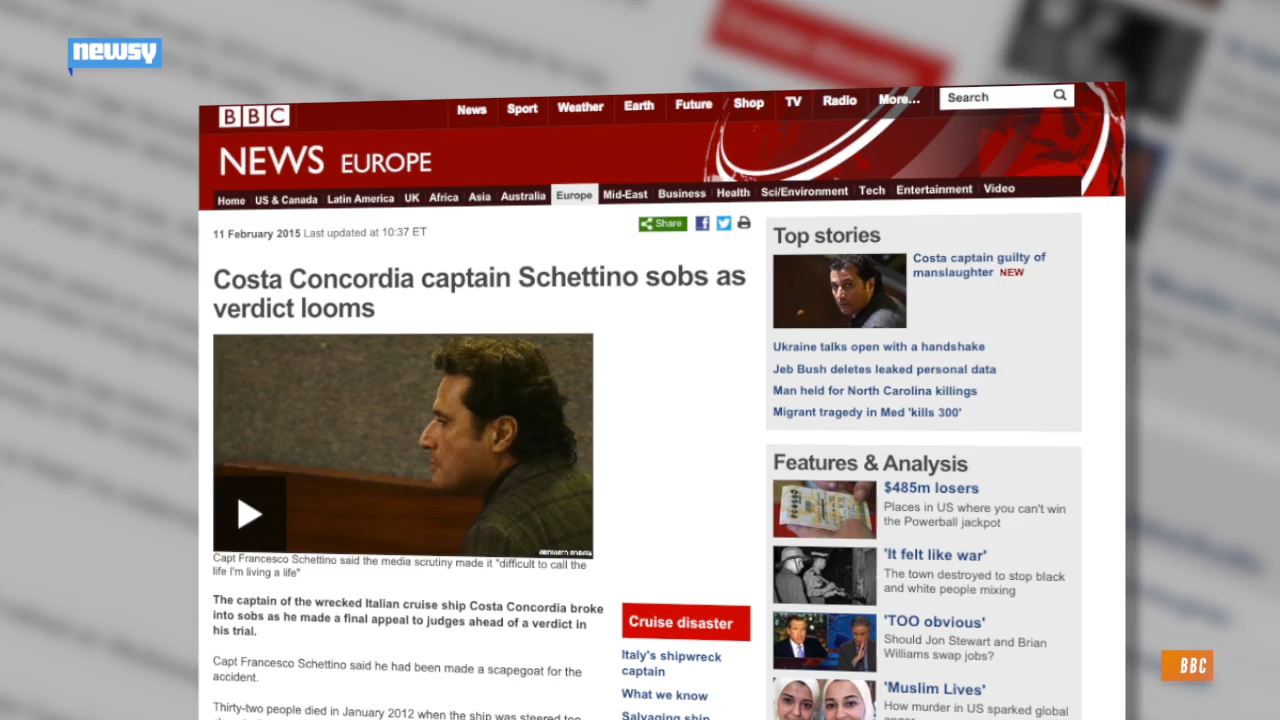 newsy
BBC
News Sport Weather Earth Future Shop TV Radio More... Search
NEWS EUROPE
Home US & Canada Latin America UK Africa Asia Australia Europe Mid-East Business Health Sci/Environment Tech Entertainment Video
11 February 2015 Last updated at 10:37 ET
Share
Costa Concordia captain Schettino sobs as
verdict looms
Capt Francesco Schettino said the media scrutiny made it "difficult to call the
life I'm living a life"
The captain of the wrecked Italian cruise ship Costa Concordia broke
into sobs as he made a final appeal to judges ahead of a verdict in
his trial.
Capt Francesco Schettino said he had been made a scapegoat for the
accident.
Thirty-two people died in January 2012 when the ship was steered too
Cruise disaster
Italy's shipwreck
captain
What we know
Salvaging ship
Top stories
Costa captain guilty of
manslaughter NEW
Ukraine talks open with a handshake
Jeb Bush deletes leaked personal data
Man held for North Carolina killings
Migrant tragedy in Med 'kills 300'
Features & Analysis
$485m losers
Places in US where you can't win
the Powerball jackpot
'It felt like war'
The town destroyed to stop black
and white people mixing
'TOO obvious'
Should Jon Stewart and Brian
Williams swap jobs?
'Muslim Lives'
How murder in US sparked global
BBC